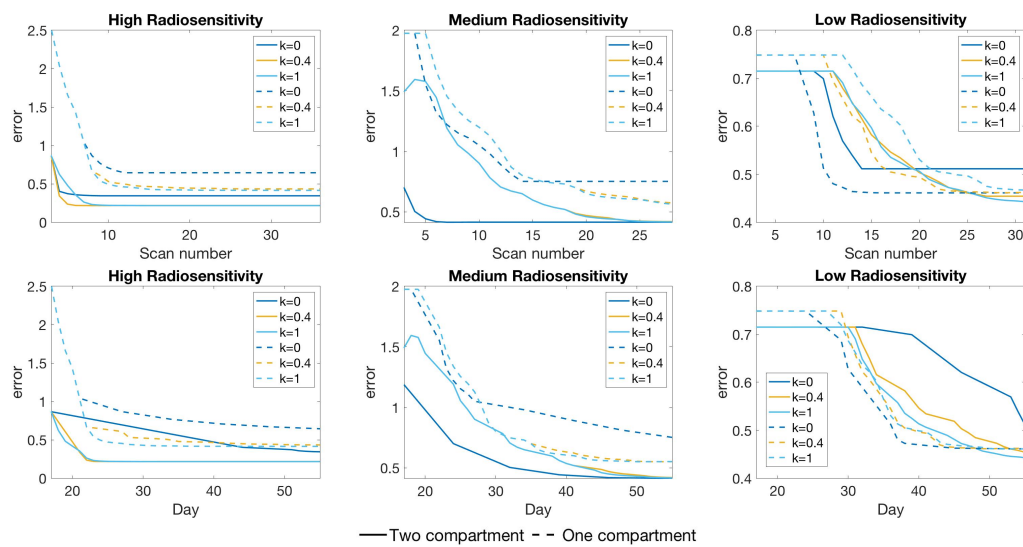 High Radiosensitivity
error
2.5
2
1.5
1
0.5
0
10
20
30
Scan number
k=0
k=0.4
k=1
k=0
k=0.4
k=1
Medium Radiosensitivity
error
2
1.5
1
0.5
5
10
15
20
25
Scan number
k=0
k=0.4
k=1
k=0
k=0.4
k=1
Low Radiosensitivity
error
0.8
0.7
0.6
0.5
0.4
5
10
15
20
25
30
Scan number
k=0
k=0.4
k=1
k=0
k=0.4
k=1
High Radiosensitivity
error
2.5
2
1.5
1
0.5
0
20
30
40
50
Day
k=0
k=0.4
k=1
k=0
k=0.4
k=1
Medium Radiosensitivity
error
2
1.5
1
0.5
20
30
40
50
Day
k=0
k=0.4
k=1
k=0
k=0.4
k=1
Low Radiosensitivity
error
0.8
0.7
0.6
0.5
0.4
20
30
40
50
Day
k=0
k=0.4
k=1
k=0
k=0.4
k=1
Two compartment
One compartment